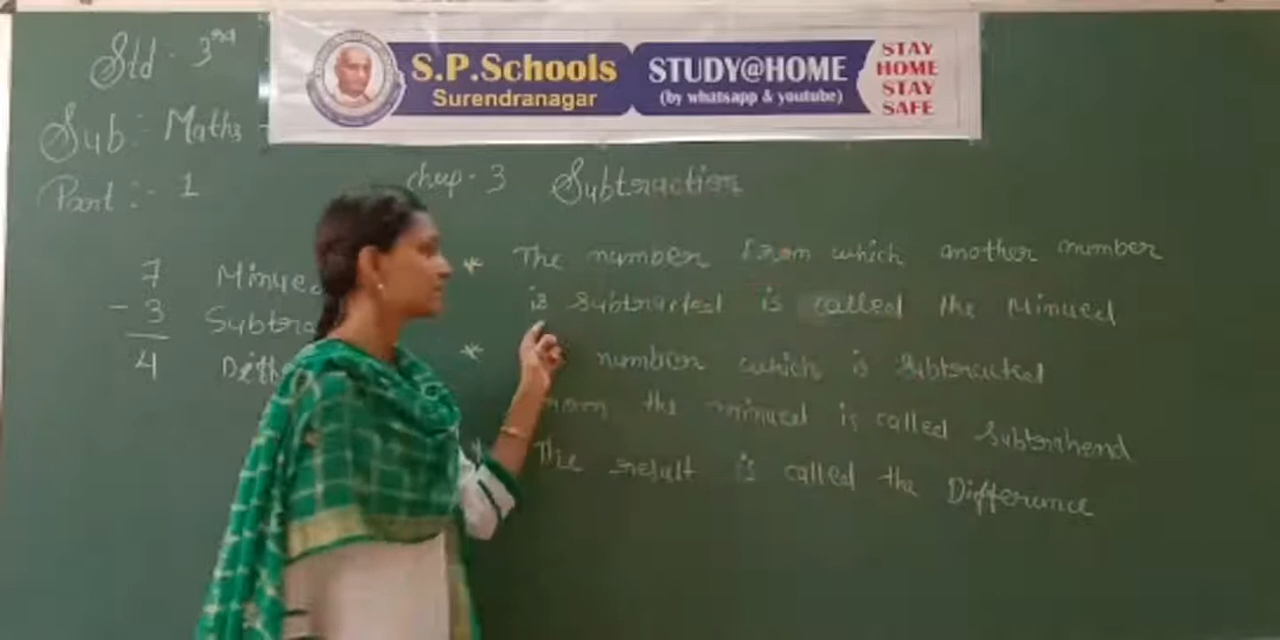 Std :- 3rd
S.P.Schools
Surendranagar
STUDY@HOME
(by whatsapp & youtube)
STAY
HOME
STAY
SAFE
Sub :- Maths
Part :- 1
chap - 3 Subtraction
7 Minued
- 3 Subtra
4 Diffe
* The number from which another number
is subtracted is called the Minued
* number which is subtracted
from the minued is called Subtrahend
* The result is called the Difference